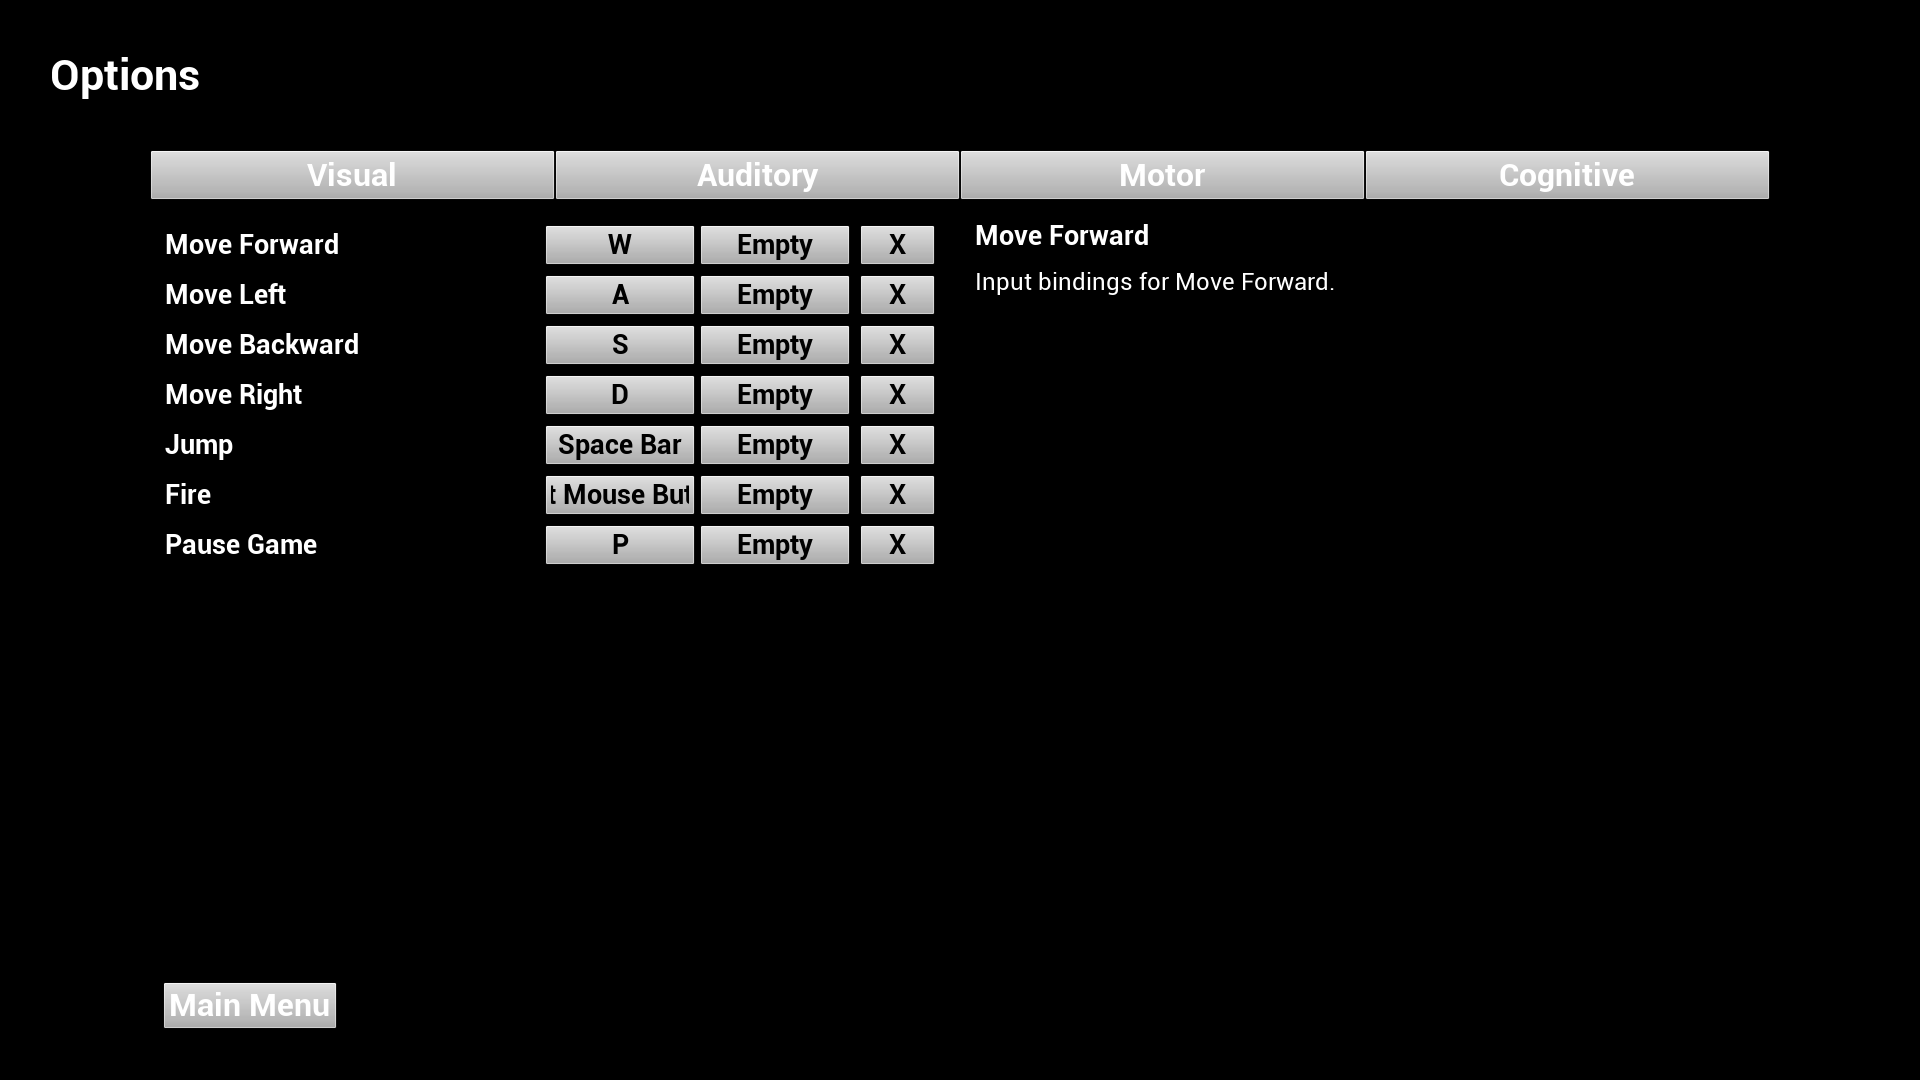 Options
Visual Auditory Motor Cognitive
Move Forward W Empty X
Move Left A Empty X
Move Backward S Empty X
Move Right D Empty X
Jump Space Bar Empty X
Fire t Mouse But Empty X
Pause Game P Empty X
Move Forward
Input bindings for Move Forward.
Main Menu